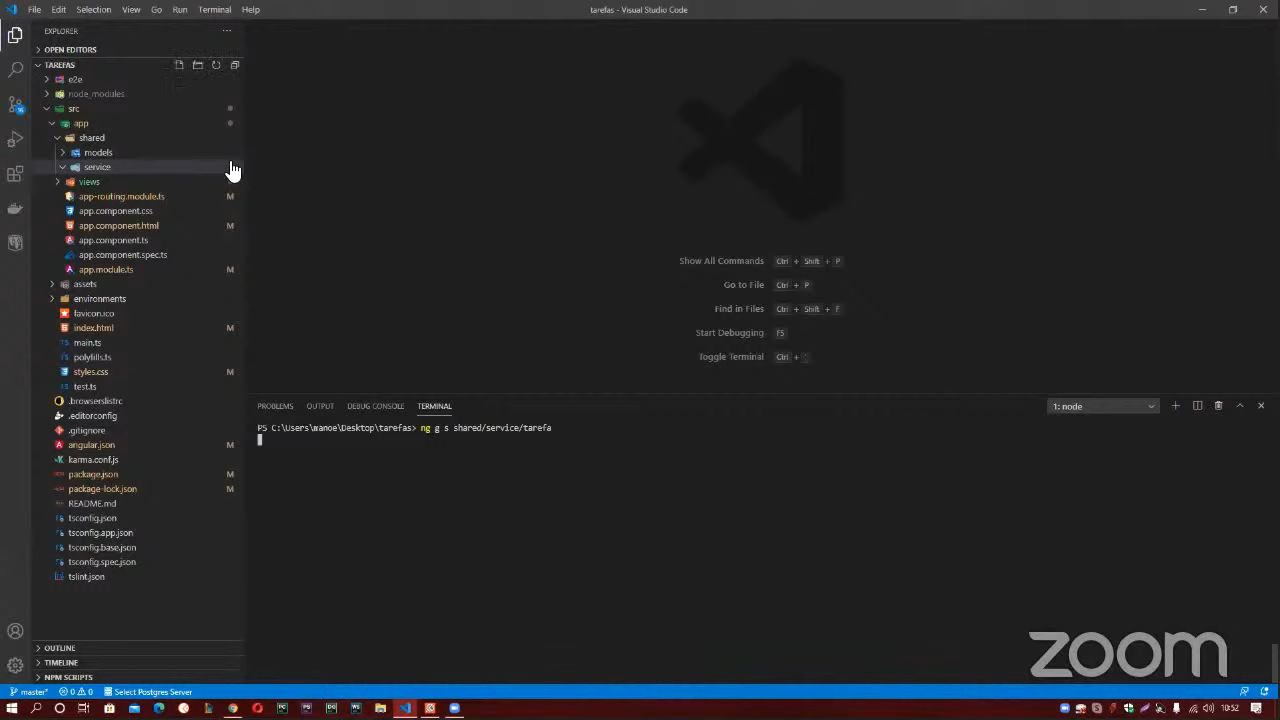 File Edit Selection View Go Run Terminal Help
tarefas - Visual Studio Code
EXPLORER
OPEN EDITORS
TAREFAS
e2e
node_modules
src
app
shared
models
service
views
app-routing.module.ts M
app.component.css
app.component.html M
app.component.ts
app.component.spec.ts
app.module.ts M
assets
environments
favicon.ico
index.html M
main.ts
polyfills.ts
styles.css M
test.ts
.browserslistrc
.editorconfig
.gitignore
angular.json M
karma.conf.js
package.json M
package-lock.json M
README.md
tsconfig.json
tsconfig.app.json
tsconfig.base.json
tsconfig.spec.json
tslint.json
OUTLINE
TIMELINE
NPM SCRIPTS
Show All Commands Ctrl + Shift + P
Go to File Ctrl + P
Find in Files Ctrl + Shift + F
Start Debugging F5
Toggle Terminal Ctrl +
PROBLEMS OUTPUT DEBUG CONSOLE TERMINAL
1: node
PS C:\Users\manoe\Desktop\tarefas> ng g s shared/service/tarefa
zoom
master* 0 0 Select Postgres Server
10:52